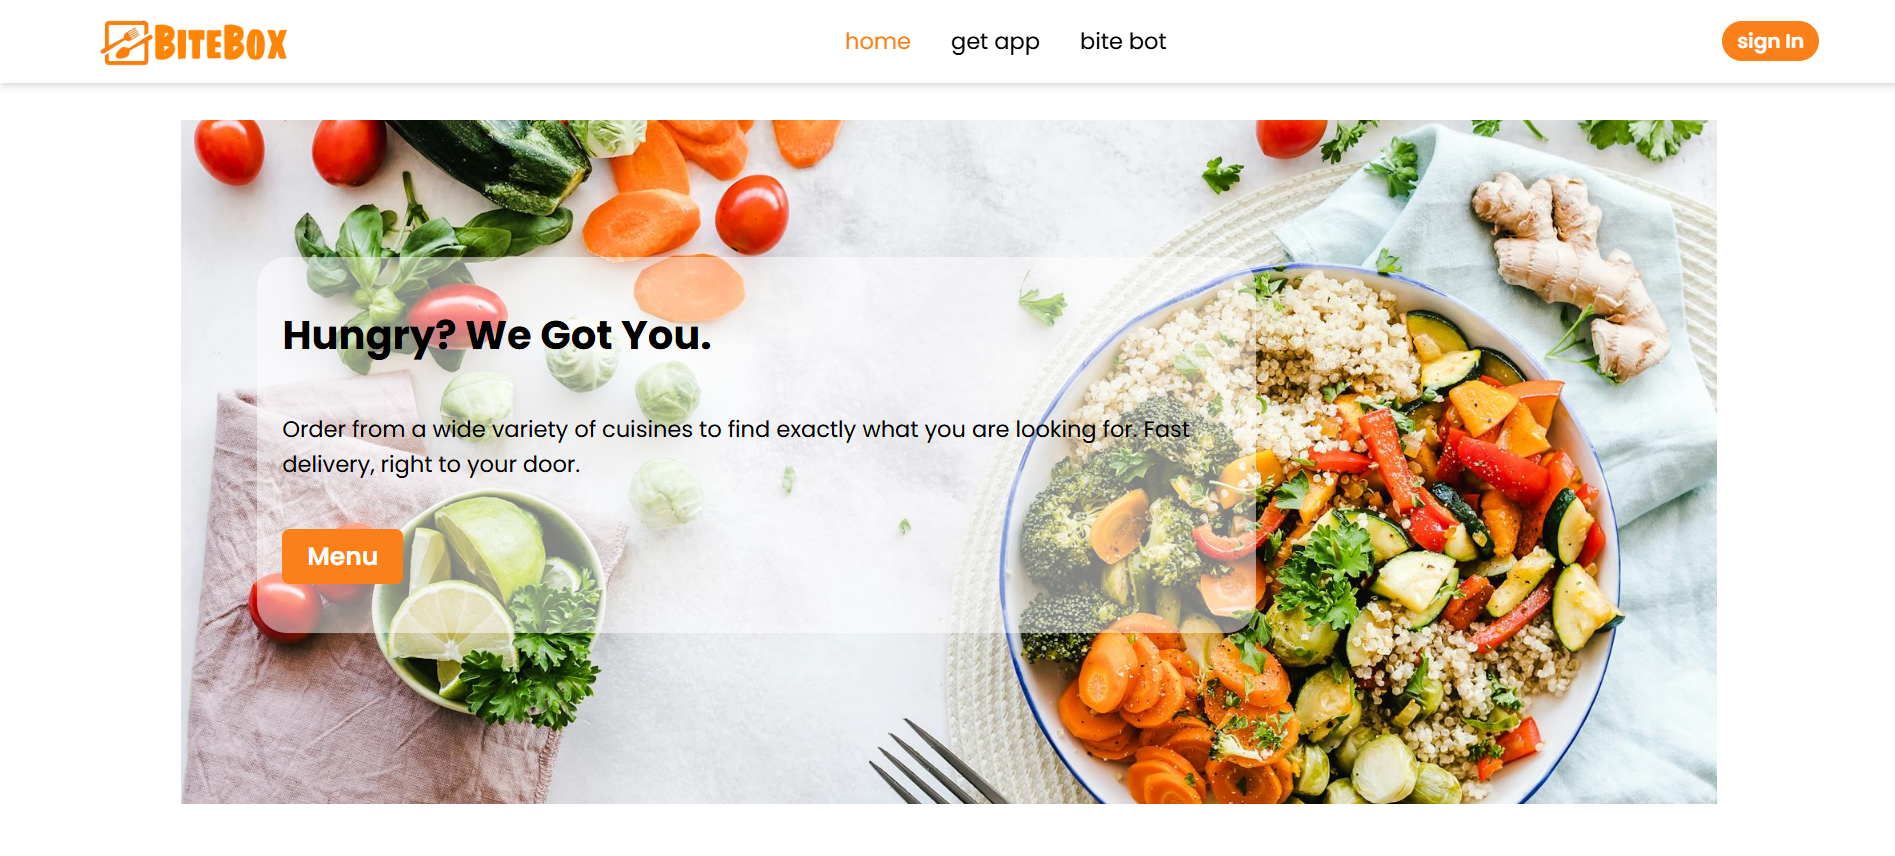 BITEBOX
home
get app
bite bot
sign In
Hungry? We Got You.
Order from a wide variety of cuisines to find exactly what you are looking for. Fast
delivery, right to your door.
Menu